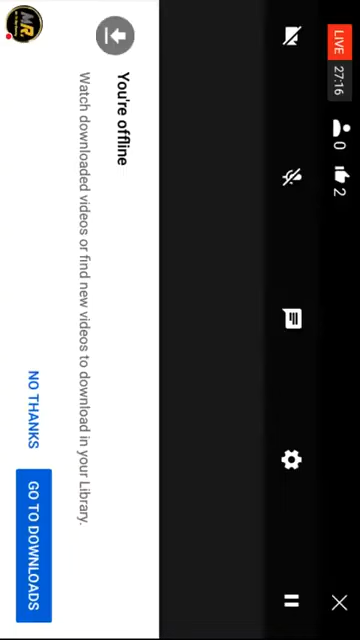 LIVE 27:16
0 2
You're offline
Watch downloaded videos or find new videos to download in your Library.
NO THANKS GO TO DOWNLOADS
MR